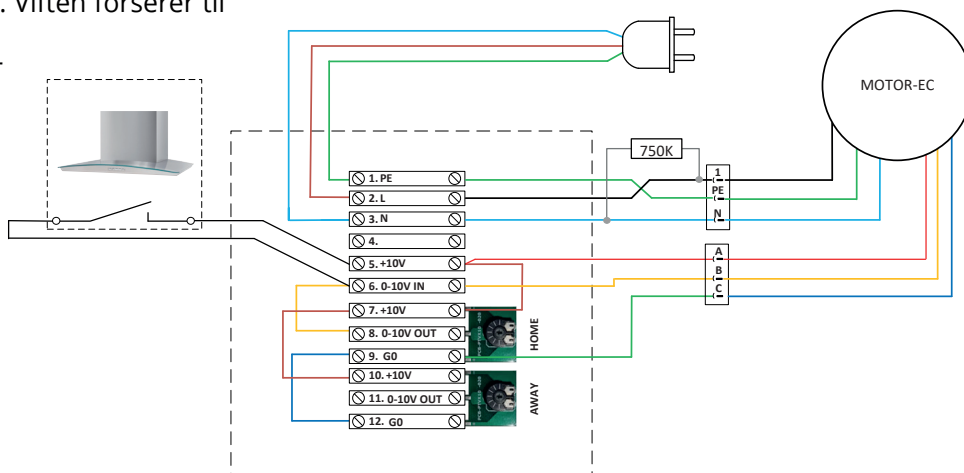 . Viften forserer til
MOTOR-EC
750K
1. PE
2. L
3. N
4.
5. +10V
6. 0-10V IN
7. +10V
8. 0-10V OUT
9. G0
10. +10V
11. 0-10V OUT
12. G0
HOME
AWAY
1
PE
N
A
B
C